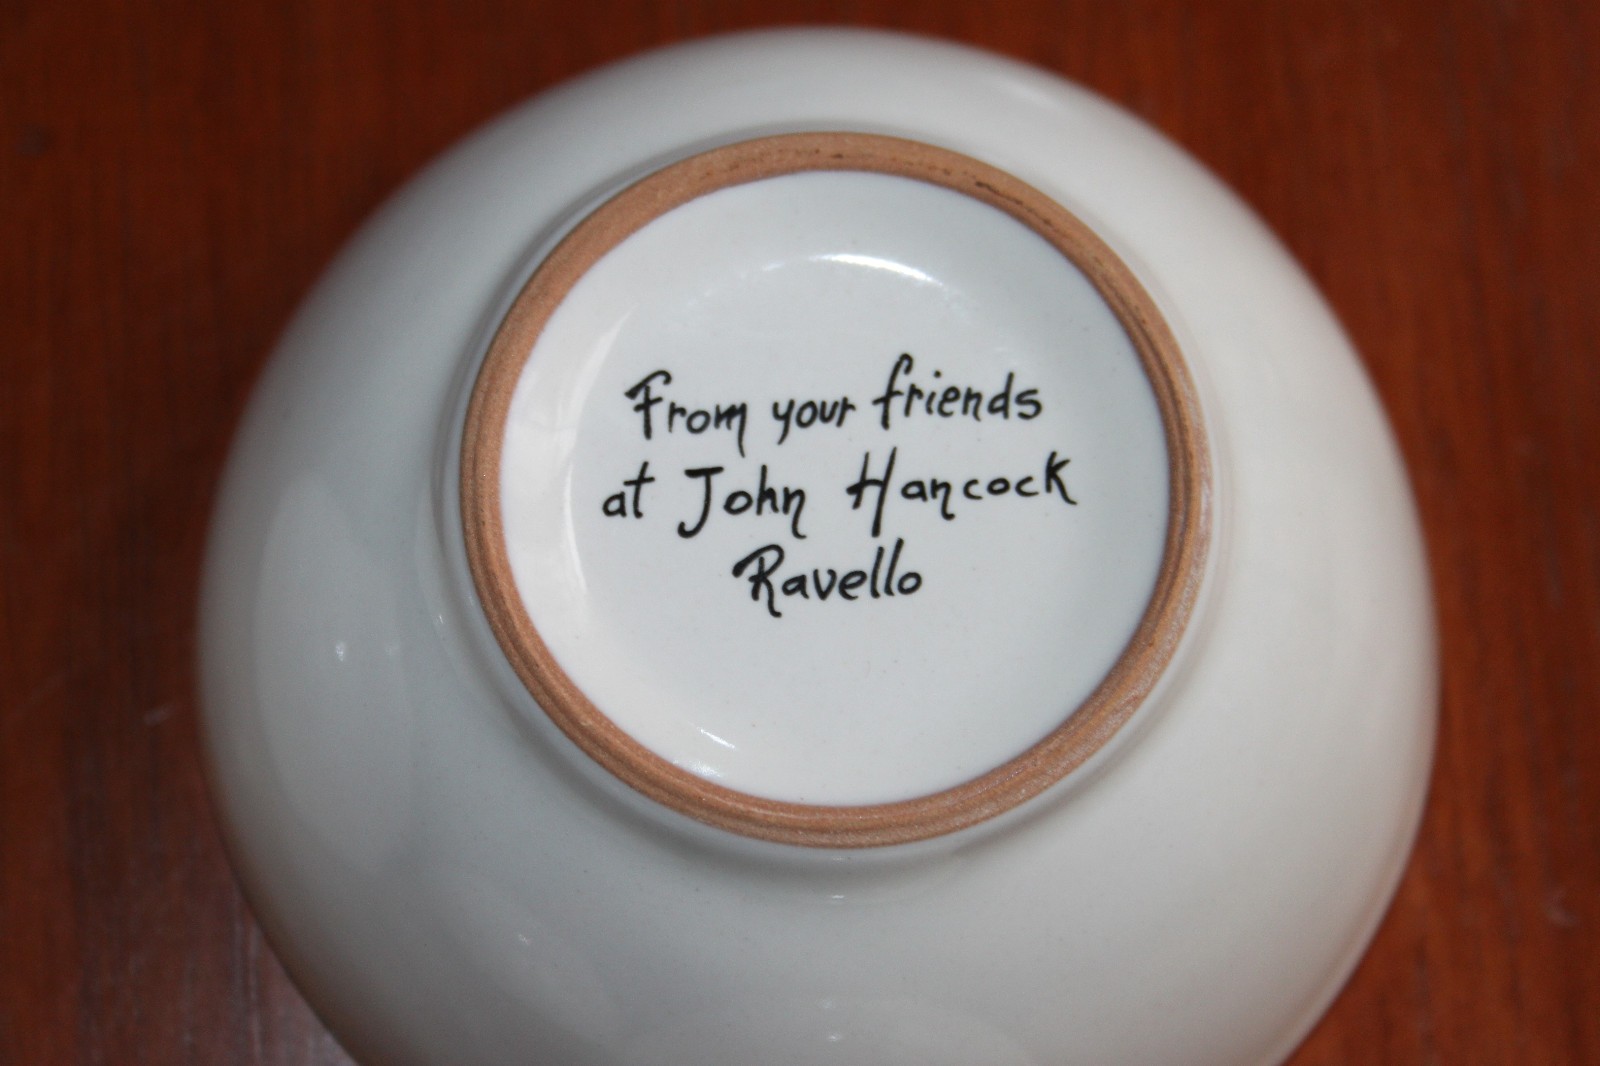 From your friends
at John Hancock
Ravello